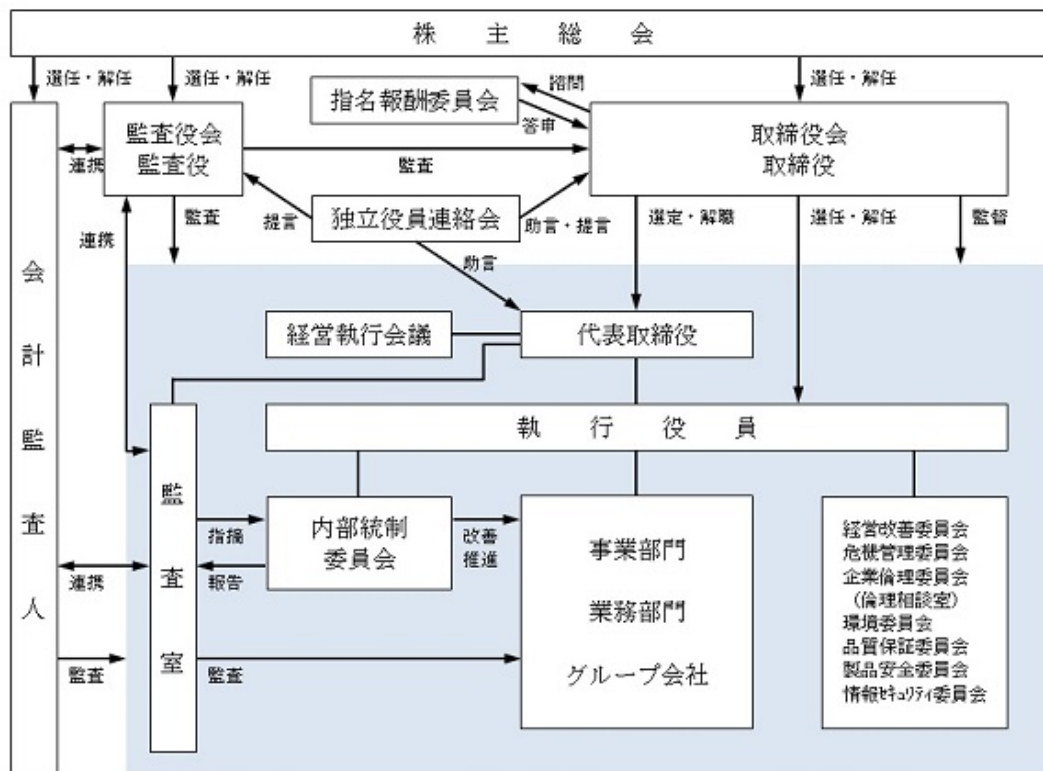 株主総会
選任・解任
選任・解任
選任・解任
諮問
指名報酬委員会
答申
監査役会
監査役
取締役会
取締役
連携
監査
監査
提言
独立役員連絡会
助言・提言
選定・解職
選任・解任
監督
連携
助言
会計監査人
経営執行会議
代表取締役
執行役員
監査室
指摘
内部統制
委員会
改善
推進
報告
連携
事業部門
業務部門
グループ会社
経営改善委員会
危機管理委員会
企業倫理委員会
(倫理相談室)
環境委員会
品質保証委員会
製品安全委員会
情報ｾｷｭﾘﾃｨ委員会
監査
監査